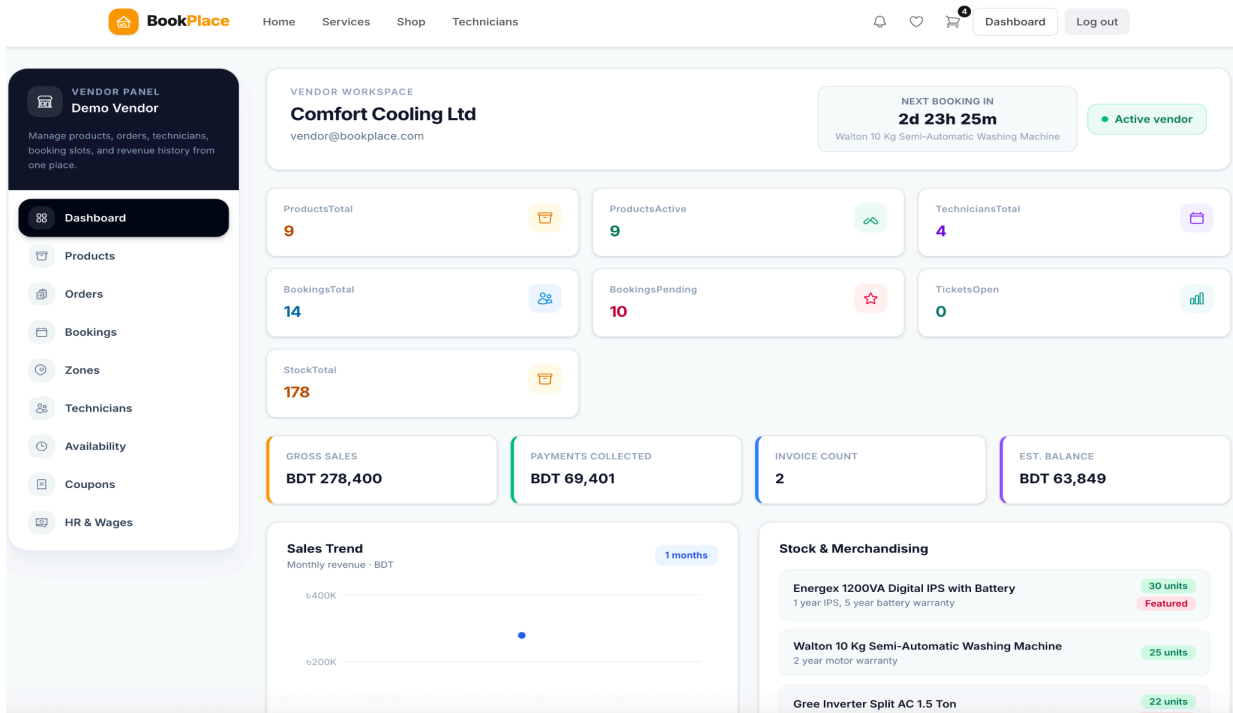 BookPlace
Home
Services
Shop
Technicians
4
Dashboard
Log out
VENDOR PANEL
Demo Vendor
Manage products, orders, technicians,
booking slots, and revenue history from
one place.
Dashboard
Products
Orders
Bookings
Zones
Technicians
Availability
Coupons
HR & Wages
VENDOR WORKSPACE
Comfort Cooling Ltd
vendor@bookplace.com
NEXT BOOKING IN
2d 23h 25m
Walton 10 Kg Semi-Automatic Washing Machine
Active vendor
ProductsTotal
9
ProductsActive
9
TechniciansTotal
4
BookingsTotal
14
BookingsPending
10
TicketsOpen
0
StockTotal
178
GROSS SALES
BDT 278,400
PAYMENTS COLLECTED
BDT 69,401
INVOICE COUNT
2
EST. BALANCE
BDT 63,849
Sales Trend
Monthly revenue · BDT
1 months
৳400K
৳200K
Stock & Merchandising
Energex 1200VA Digital IPS with Battery
1 year IPS, 5 year battery warranty
30 units
Featured
Walton 10 Kg Semi-Automatic Washing Machine
2 year motor warranty
25 units
Gree Inverter Split AC 1.5 Ton
22 units